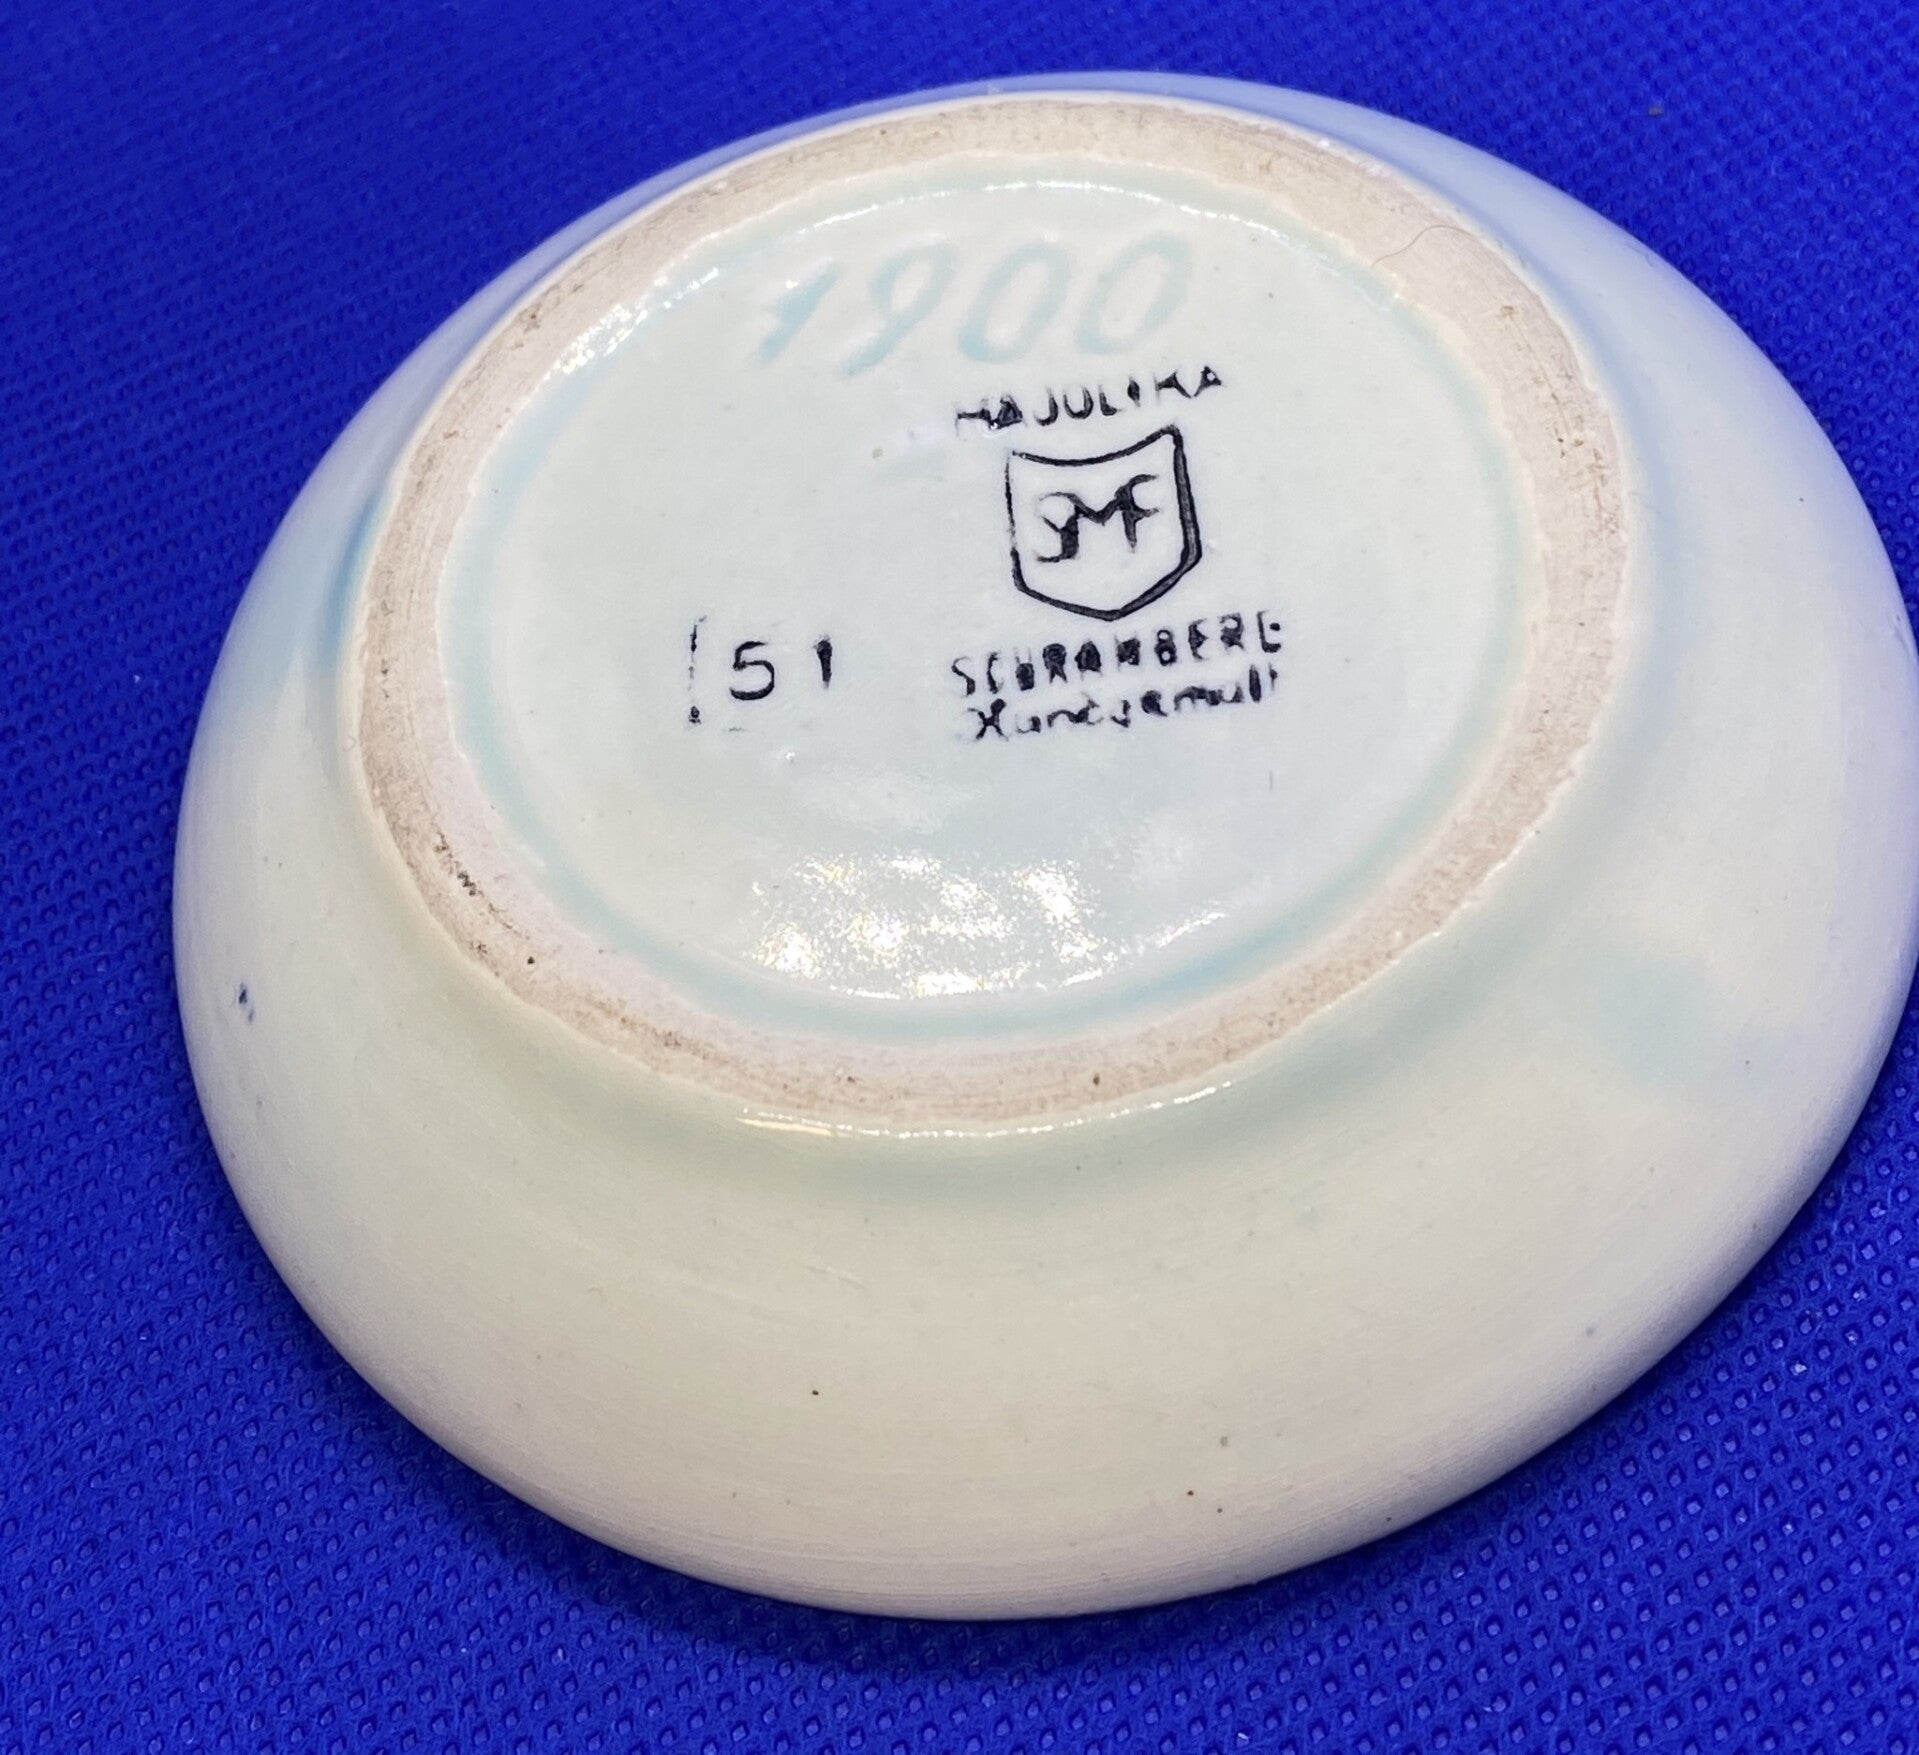 1900
MAJOLIKA
SMF
51
SCHRAMBERG
Handgemalt